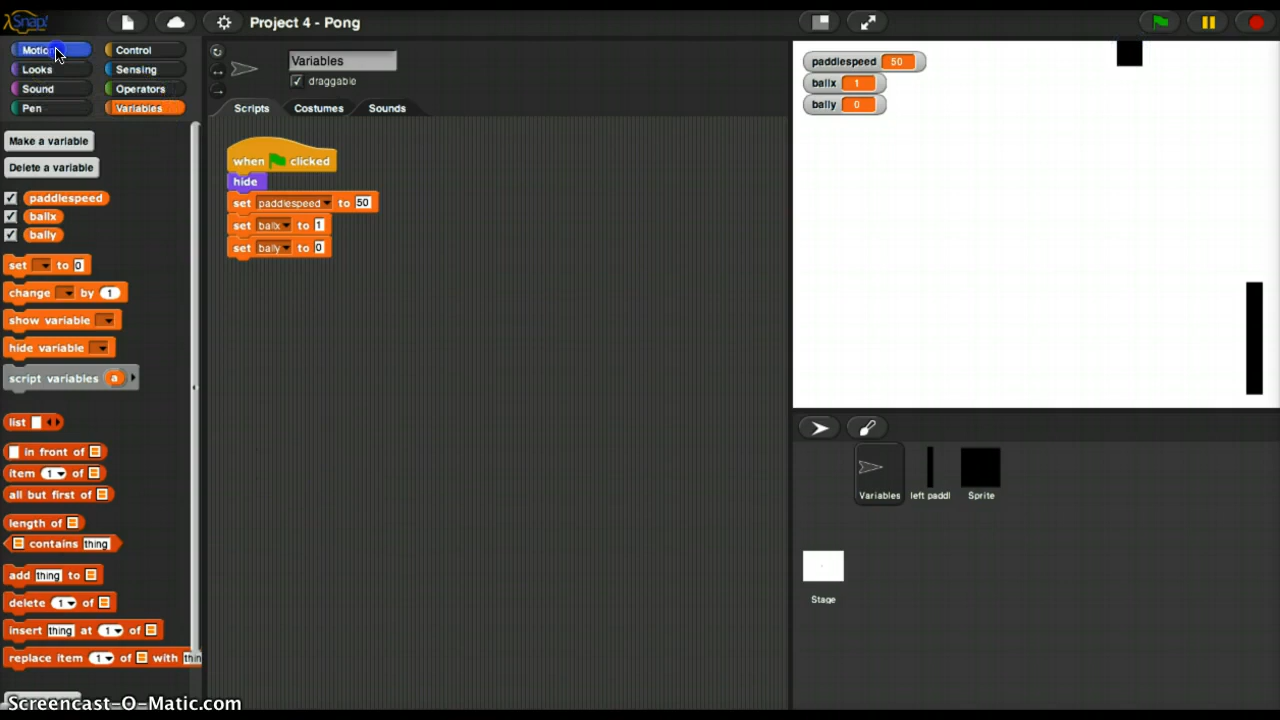 Snap!
Project 4 - Pong
Motion
Control
Looks
Sensing
Sound
Operators
Pen
Variables
Make a variable
Delete a variable
paddlespeed
ballx
bally
set to 0
change by 1
show variable
hide variable
script variables a
list
in front of
item 1 of
all but first of
length of
contains thing
add thing to
delete 1 of
insert thing at 1 of
replace item 1 of with thin
Variables
draggable
Scripts Costumes Sounds
when clicked
hide
set paddlespeed to 50
set ballx to 1
set bally to 0
paddlespeed 50
ballx 1
bally 0
Variables
left paddl
Sprite
Stage
Screencast-O-Matic.com